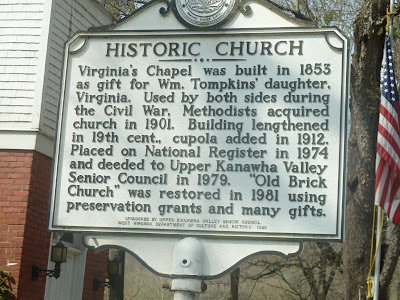 HISTORIC CHURCH
Virginia's Chapel was built in 1853
as gift for Wm. Tompkins' daughter,
Virginia. Used by both sides during
the Civil War. Methodists acquired
church in 1901. Building lengthened
in 19th cent., cupola added in 1912.
Placed on National Register in 1974
and deeded to Upper Kanawha Valley
Senior Council in 1979. "Old Brick
Church" was restored in 1981 using
preservation grants and many gifts.
SPONSORED BY UPPER KANAWHA VALLEY SENIOR COUNCIL
WEST VIRGINIA DEPARTMENT OF CULTURE AND HISTORY,